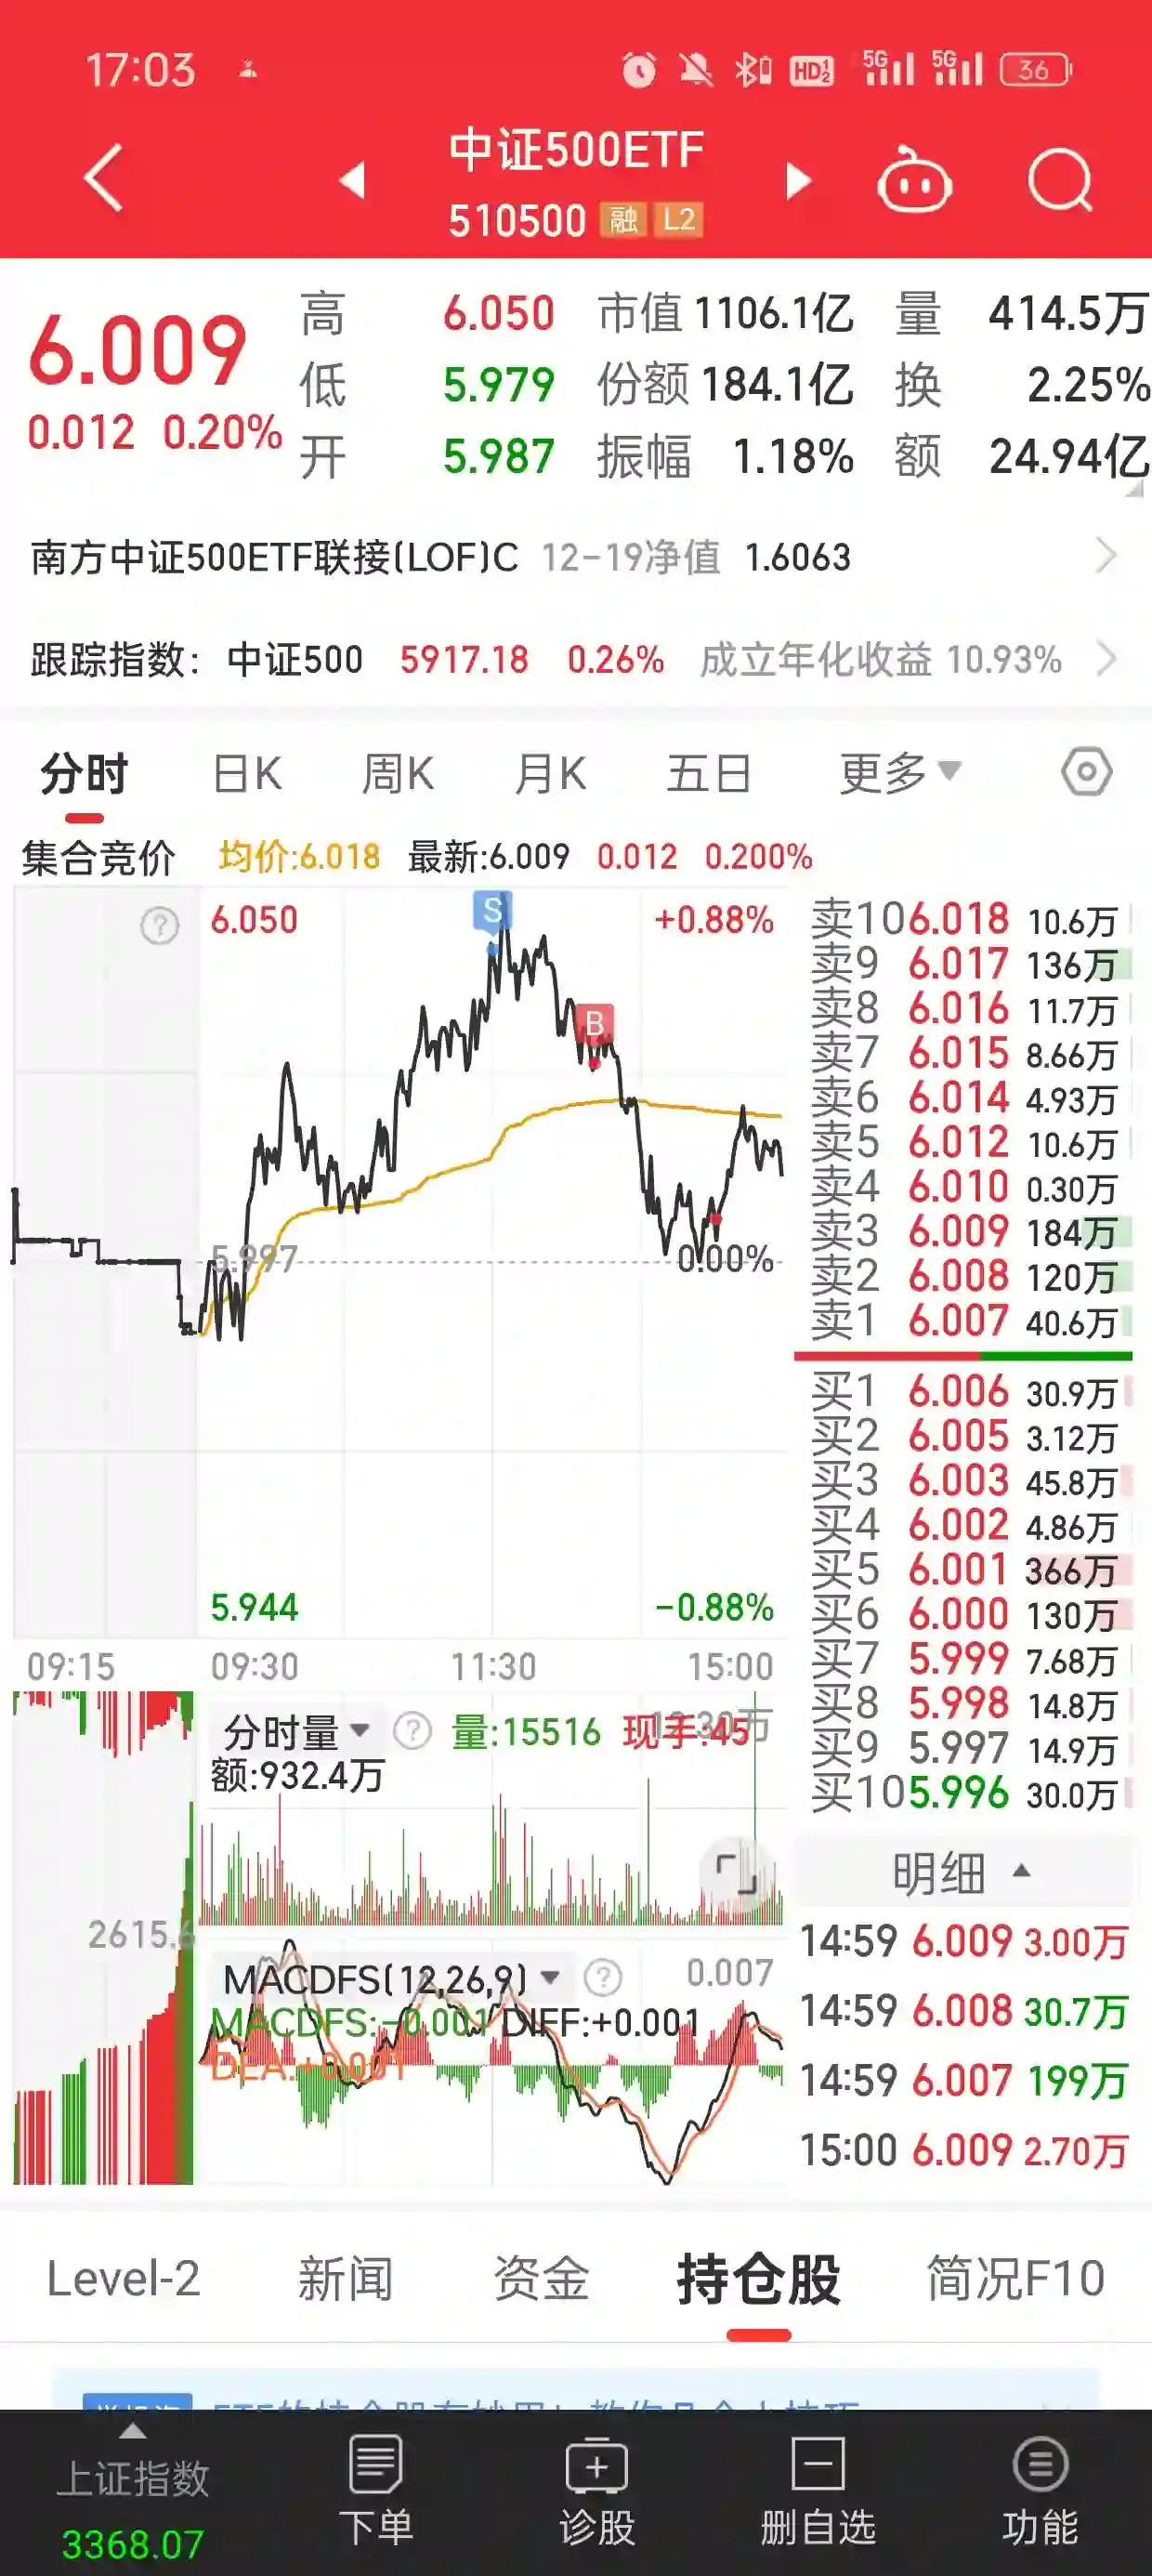 17:03 HD1 2 5G 5G 36
中证500ETF
510500 融 L2
6.009 高 6.050 市值 1106.1亿 量 414.5万
低 5.979 份额 184.1亿 换 2.25%
0.012 0.20% 开 5.987 振幅 1.18% 额 24.94亿
南方中证500ETF联接(LOF)C 12-19净值 1.6063
跟踪指数: 中证500 5917.18 0.26% 成立年化收益 10.93%
分时 日K 周K 月K 五日 更多
集合竞价 均价:6.018 最新:6.009 0.012 0.200%
? 6.050 S +0.88%
B
5.997 0.00%
5.944 -0.88%
09:15 09:30 11:30 15:00
卖10 6.018 10.6万
卖9 6.017 136万
卖8 6.016 11.7万
卖7 6.015 8.66万
卖6 6.014 4.93万
卖5 6.012 10.6万
卖4 6.010 0.30万
卖3 6.009 184万
卖2 6.008 120万
卖1 6.007 40.6万
买1 6.006 30.9万
买2 6.005 3.12万
买3 6.003 45.8万
买4 6.002 4.86万
买5 6.001 366万
买6 6.000 130万
买7 5.999 7.68万
买8 5.998 14.8万
买9 5.997 14.9万
买10 5.996 30.0万
分时量 ? 量:15516 现手:45
额:932.4万
MACDFS(12,26,9) ? 0.007
MACDFS:-0.001 DIFF:+0.001
DEA:+0.001
明细
14:59 6.009 3.00万
14:59 6.008 30.7万
14:59 6.007 199万
15:00 6.009 2.70万
Level-2 新闻 资金 持仓股 简况F10
上证指数 下单 诊股 删自选 功能
3368.07